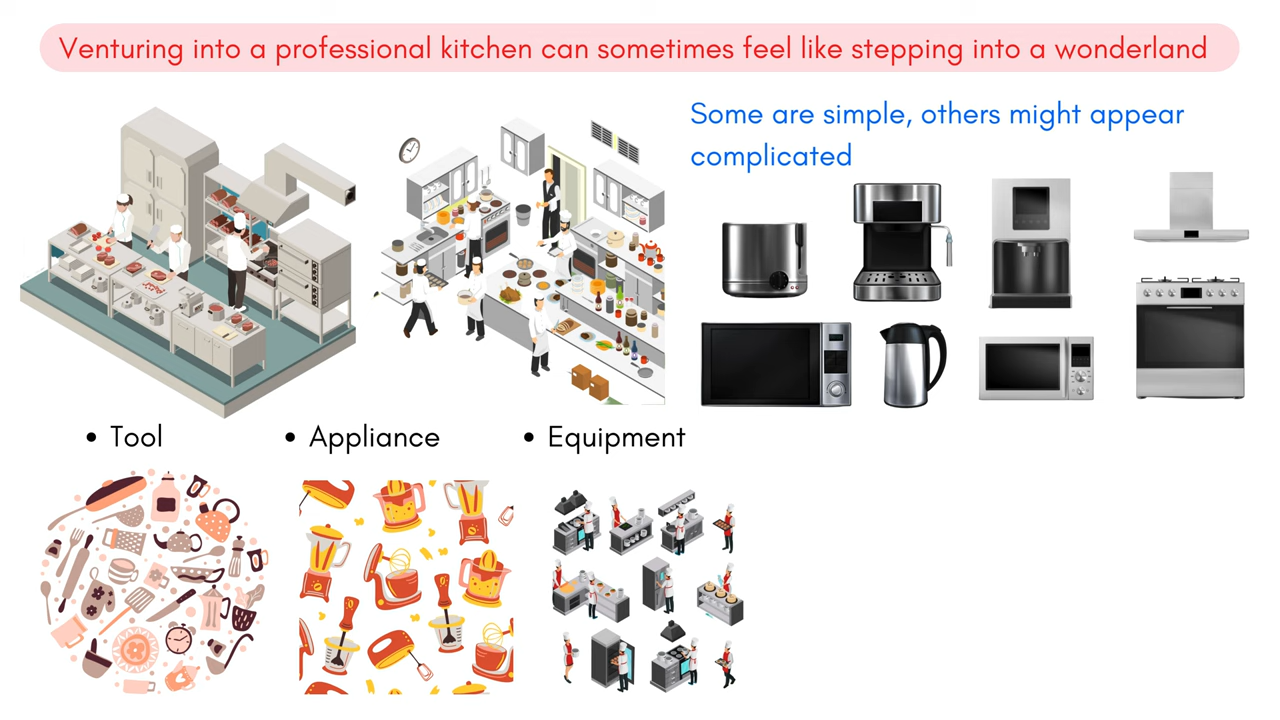 Venturing into a professional kitchen can sometimes feel like stepping into a wonderland
Some are simple, others might appear
complicated
• Tool
• Appliance
• Equipment